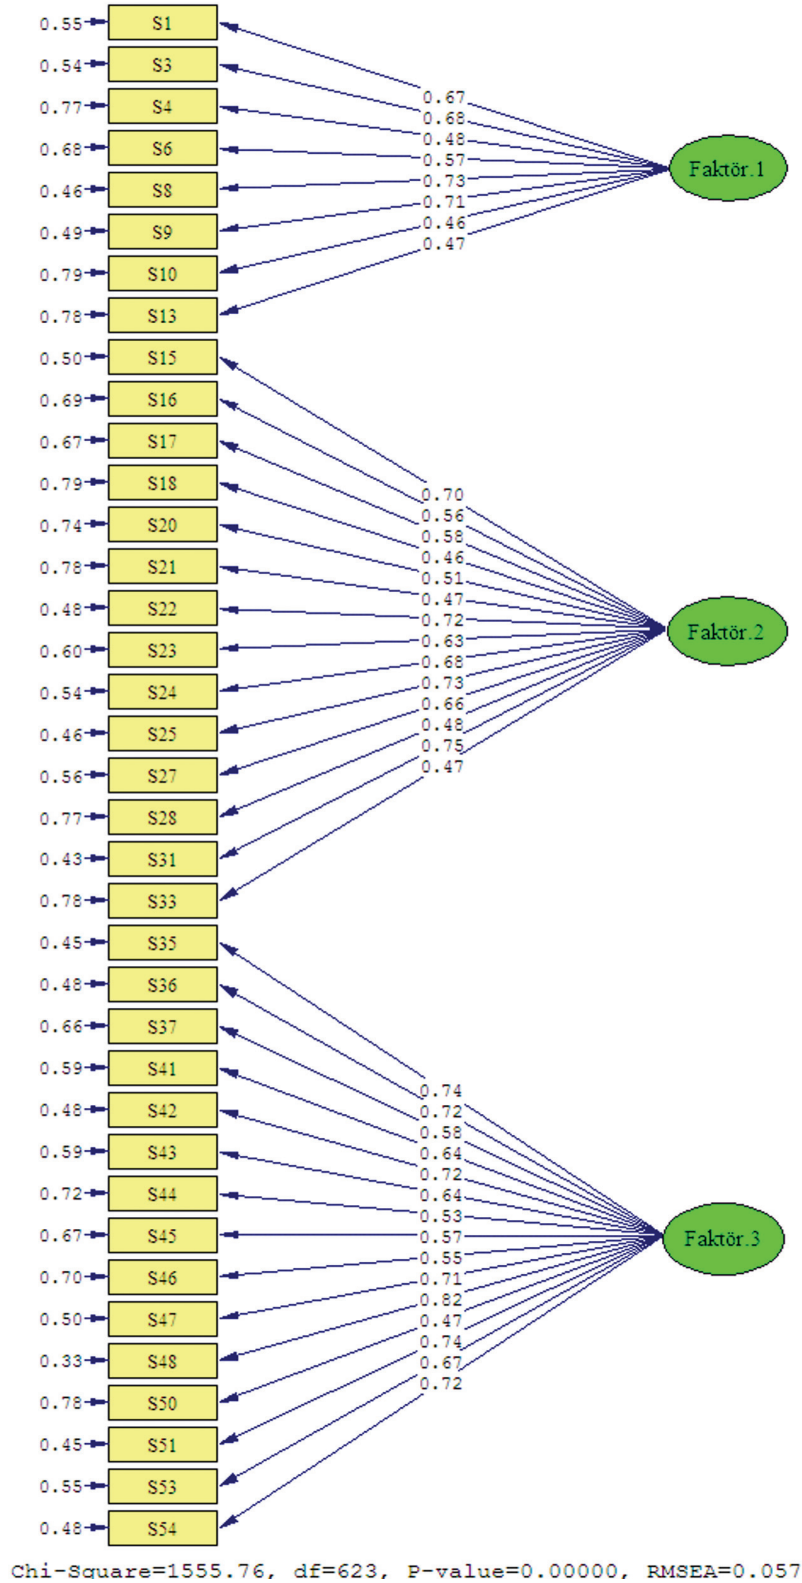 0.55 S1
0.54 S3
0.77 S4
0.68 S6
0.46 S8
0.49 S9
0.79 S10
0.78 S13
0.67
0.68
0.48
0.57
0.73
0.71
0.46
0.47
Faktör.1
0.50 S15
0.69 S16
0.67 S17
0.79 S18
0.74 S20
0.78 S21
0.48 S22
0.60 S23
0.54 S24
0.46 S25
0.56 S27
0.77 S28
0.43 S31
0.78 S33
0.70
0.56
0.58
0.46
0.51
0.47
0.72
0.63
0.68
0.73
0.66
0.48
0.75
0.47
Faktör.2
0.45 S35
0.48 S36
0.66 S37
0.59 S41
0.48 S42
0.59 S43
0.72 S44
0.67 S45
0.70 S46
0.50 S47
0.33 S48
0.78 S50
0.45 S51
0.55 S53
0.48 S54
0.74
0.72
0.58
0.64
0.72
0.64
0.53
0.57
0.55
0.71
0.82
0.47
0.74
0.67
0.72
Faktör.3
Chi-Square=1555.76, df=623, P-value=0.00000, RMSEA=0.057